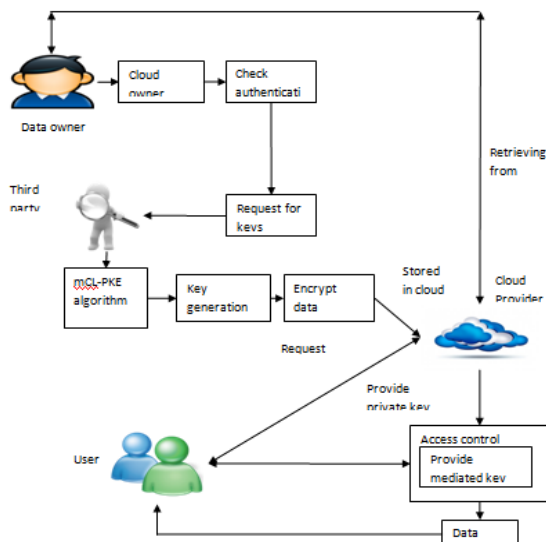 Cloud
owner
Check
authenticati
Data owner
Retrieving
from
Third
party
Request for
keys
mCL-PKE
algorithm
Key
generation
Encrypt
data
Stored
in cloud
Cloud
Provider
Request
Provide
private key
User
Access control
Provide
mediated key
Data